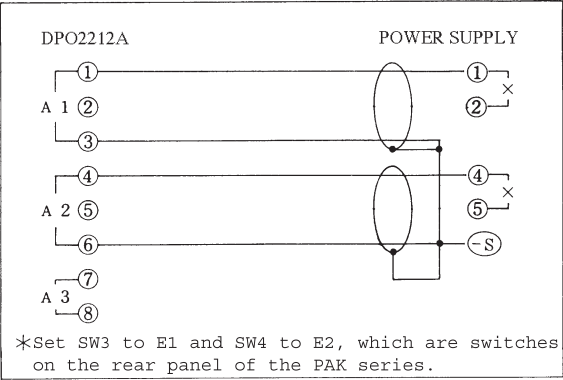 DPO2212A POWER SUPPLY
① ①
A 1 ② ② ×
③
④ ④
A 2 ⑤ ⑤ ×
⑥ -S
⑦
A 3
⑧
*Set SW3 to E1 and SW4 to E2, which are switches
on the rear panel of the PAK series.